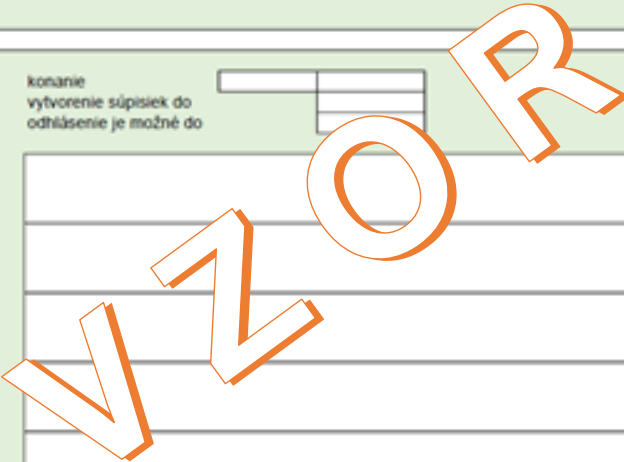 konanie
vytvorenie súpisiek do
odhlásenie je možné do
VZOR